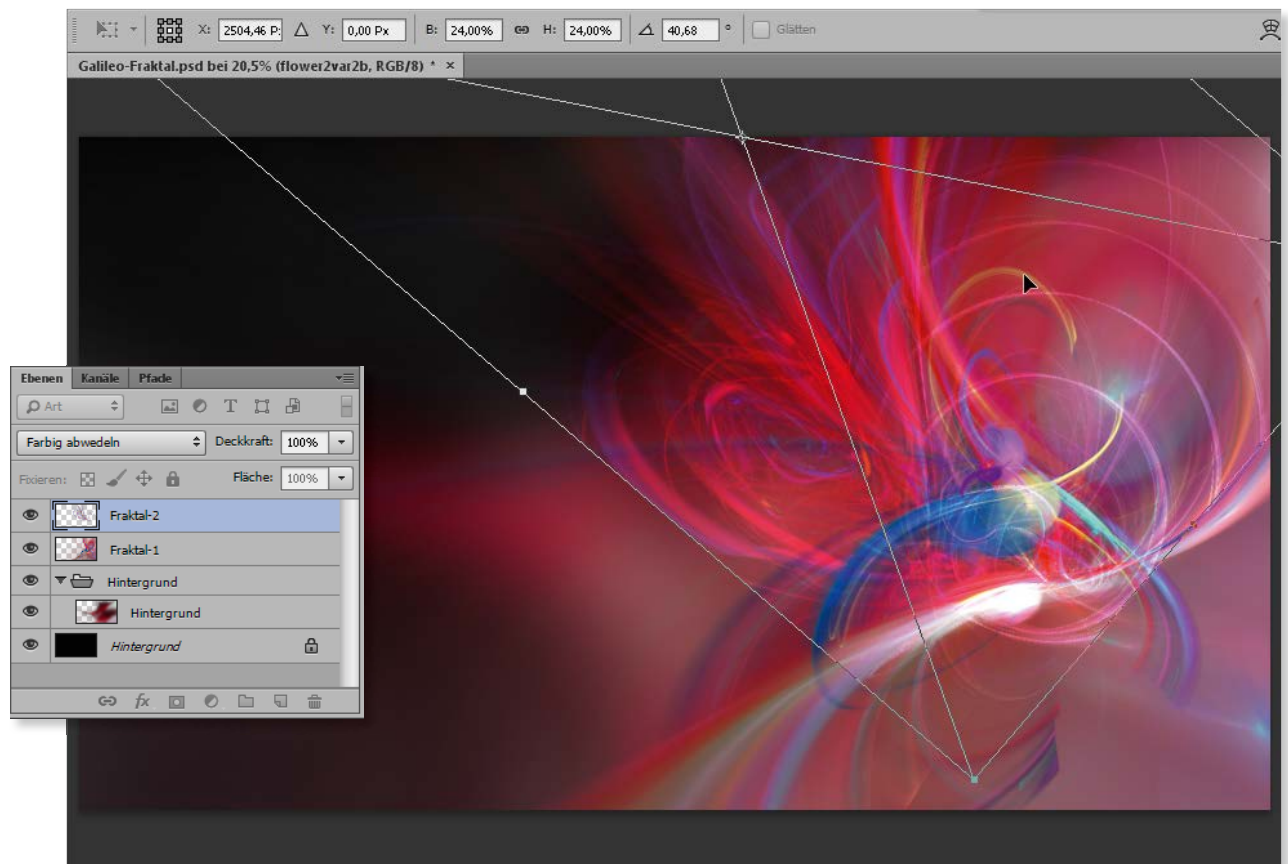 X: 2504,46 P: Y: 0,00 Px B: 24,00% H: 24,00% 40,68 ° Glätten
Galileo-Fraktal.psd bei 20,5% (flower2var2b, RGB/8) * ×
Ebenen Kanäle Pfade
Art T
Farbig abwedeln Deckkraft: 100%
Fixieren: Fläche: 100%
Fraktal-2
Fraktal-1
Hintergrund
Hintergrund
Hintergrund
fx